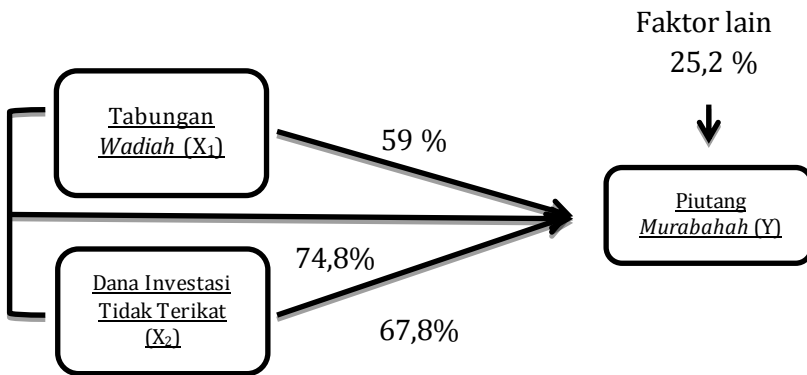 Faktor lain
25,2 %
Tabungan
Wadiah (X₁)
59 %
Piutang
Murabahah (Y)
74,8%
Dana Investasi
Tidak Terikat
(X₂)
67,8%